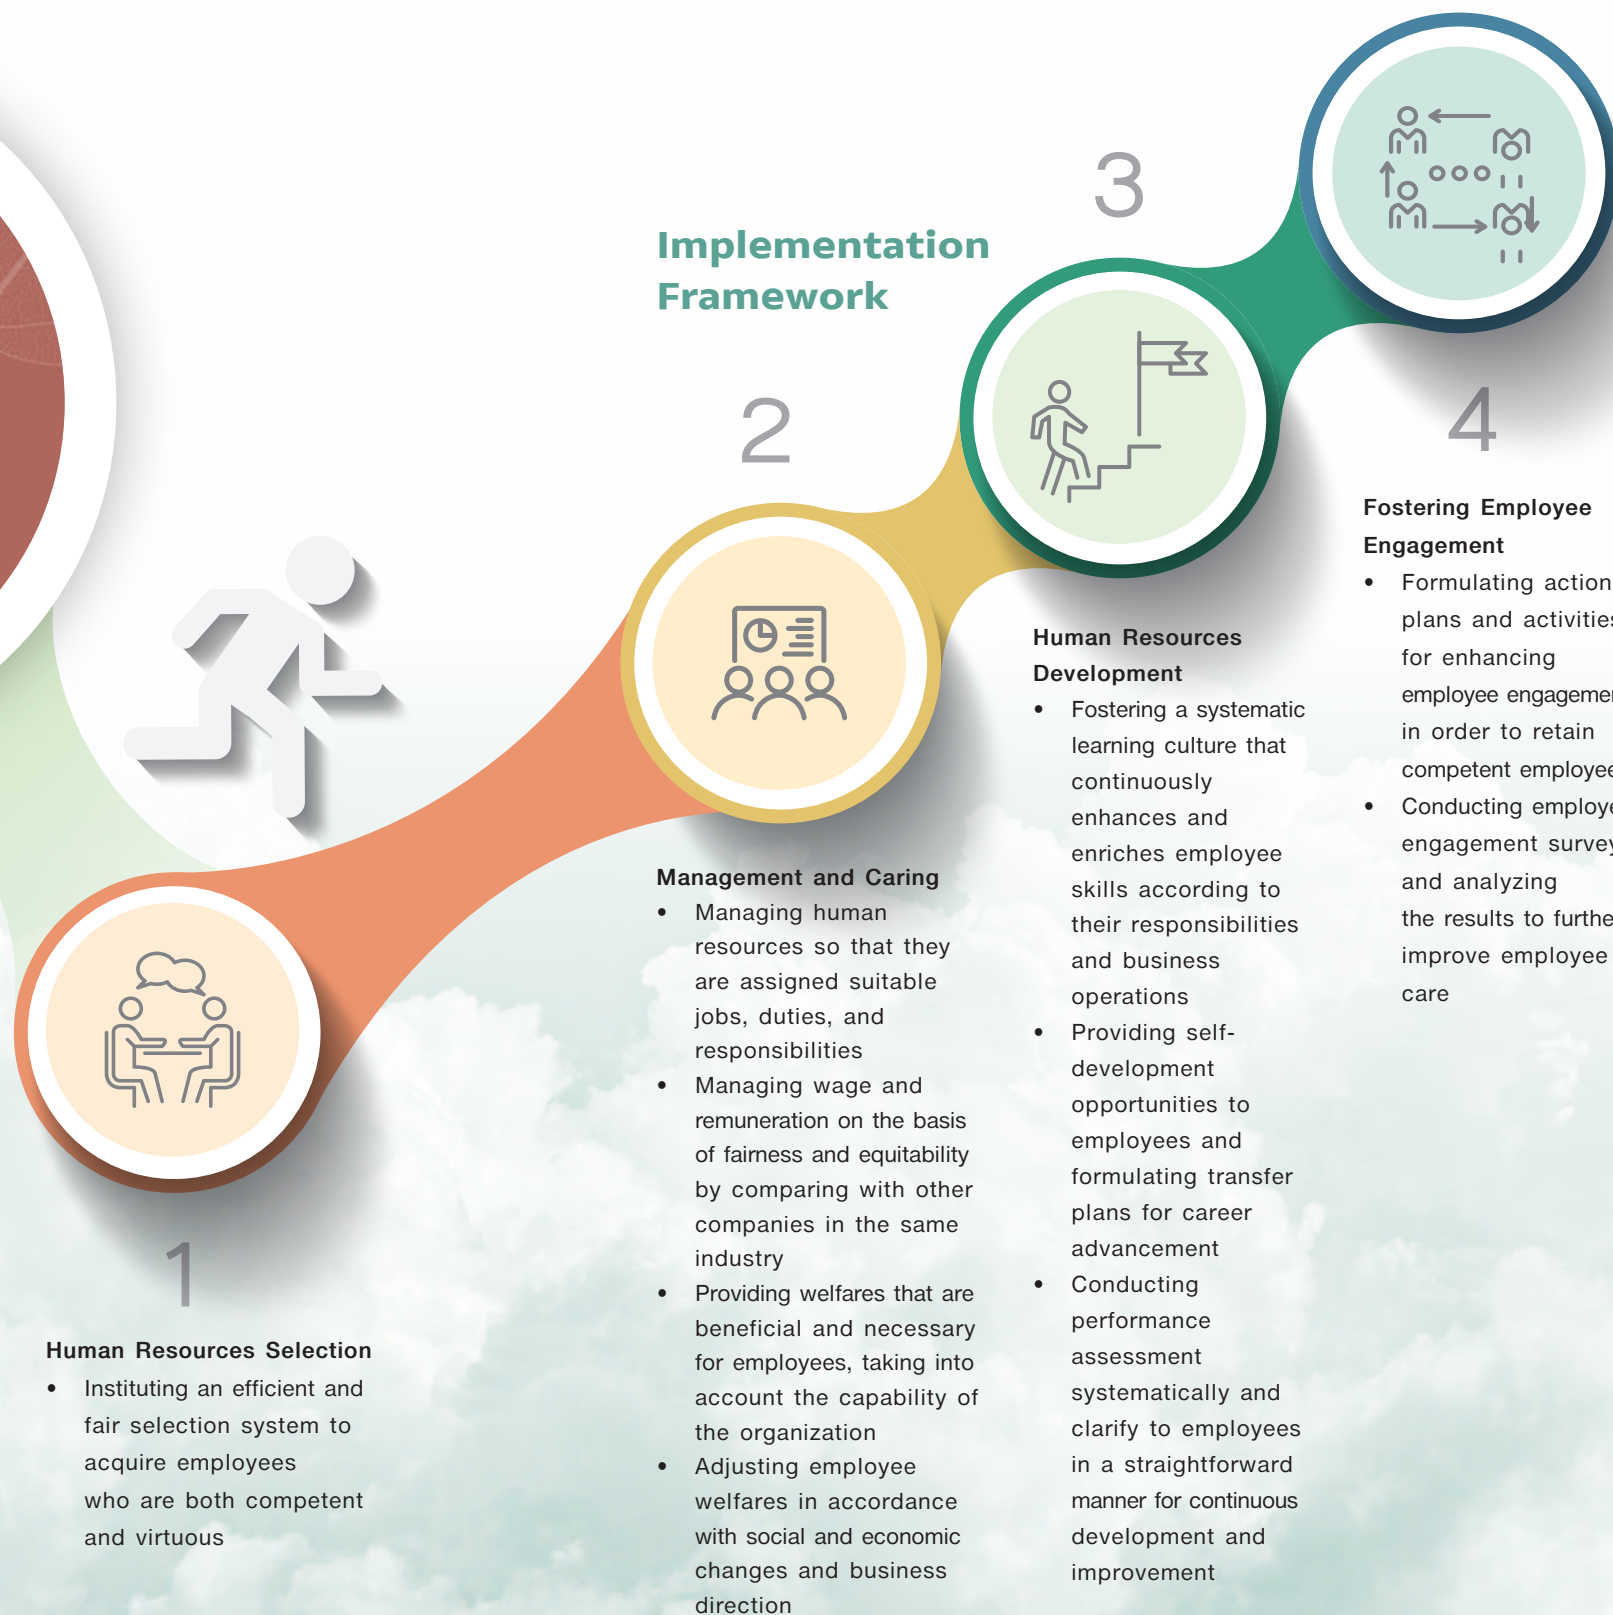 Implementation
Framework
1
Human Resources Selection
• Instituting an efficient and
fair selection system to
acquire employees
who are both competent
and virtuous
2
Management and Caring
• Managing human
resources so that they
are assigned suitable
jobs, duties, and
responsibilities
• Managing wage and
remuneration on the basis
of fairness and equitability
by comparing with other
companies in the same
industry
• Providing welfares that are
beneficial and necessary
for employees, taking into
account the capability of
the organization
• Adjusting employee
welfares in accordance
with social and economic
changes and business
direction
3
Human Resources
Development
• Fostering a systematic
learning culture that
continuously
enhances and
enriches employee
skills according to
their responsibilities
and business
operations
• Providing self-
development
opportunities to
employees and
formulating transfer
plans for career
advancement
• Conducting
performance
assessment
systematically and
clarify to employees
in a straightforward
manner for continuous
development and
improvement
4
Fostering Employee
Engagement
• Formulating action
plans and
for enhancing
employee
in order to retain
competent
• Conducting
engagement
and analyzing
the results to
improve employee
care